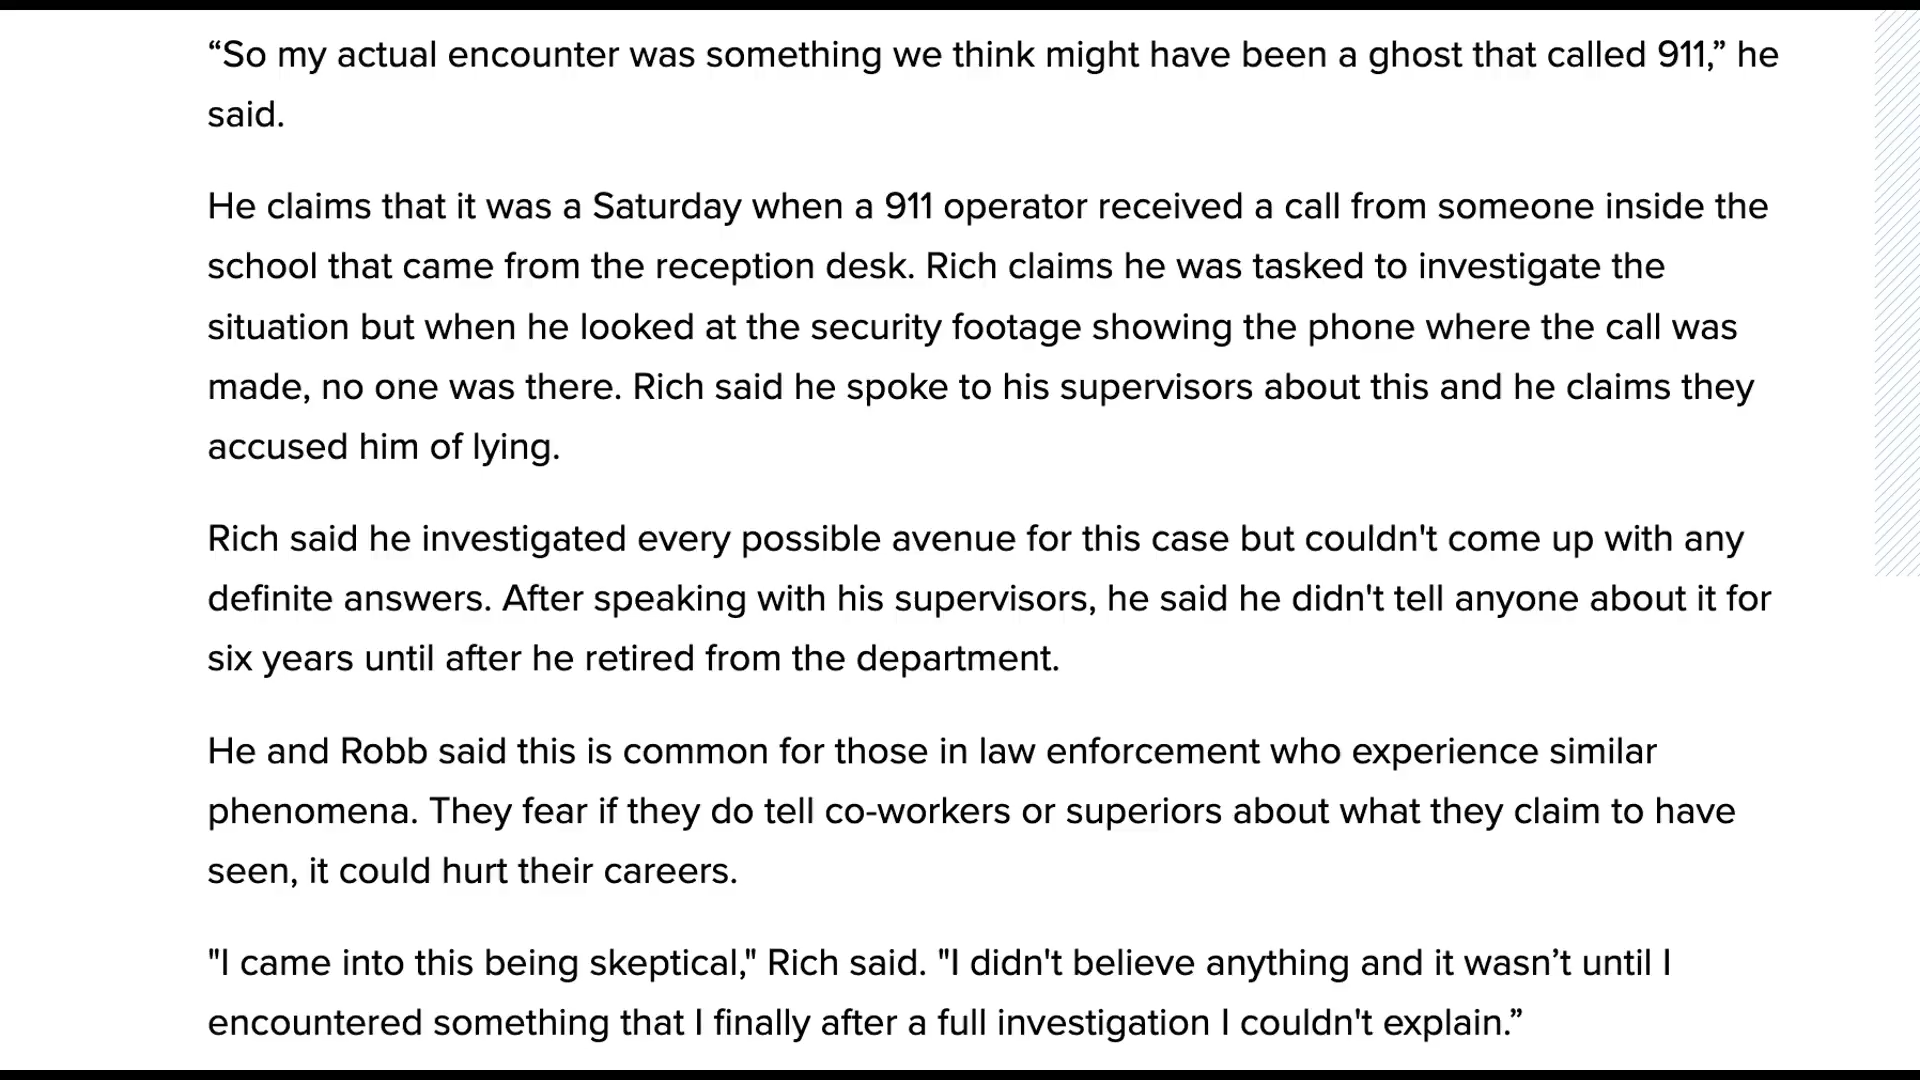 “So my actual encounter was something we think might have been a ghost that called 911,” he
said.
He claims that it was a Saturday when a 911 operator received a call from someone inside the
school that came from the reception desk. Rich claims he was tasked to investigate the
situation but when he looked at the security footage showing the phone where the call was
made, no one was there. Rich said he spoke to his supervisors about this and he claims they
accused him of lying.
Rich said he investigated every possible avenue for this case but couldn't come up with any
definite answers. After speaking with his supervisors, he said he didn't tell anyone about it for
six years until after he retired from the department.
He and Robb said this is common for those in law enforcement who experience similar
phenomena. They fear if they do tell co-workers or superiors about what they claim to have
seen, it could hurt their careers.
"I came into this being skeptical," Rich said. "I didn't believe anything and it wasn’t until I
encountered something that I finally after a full investigation I couldn't explain.”